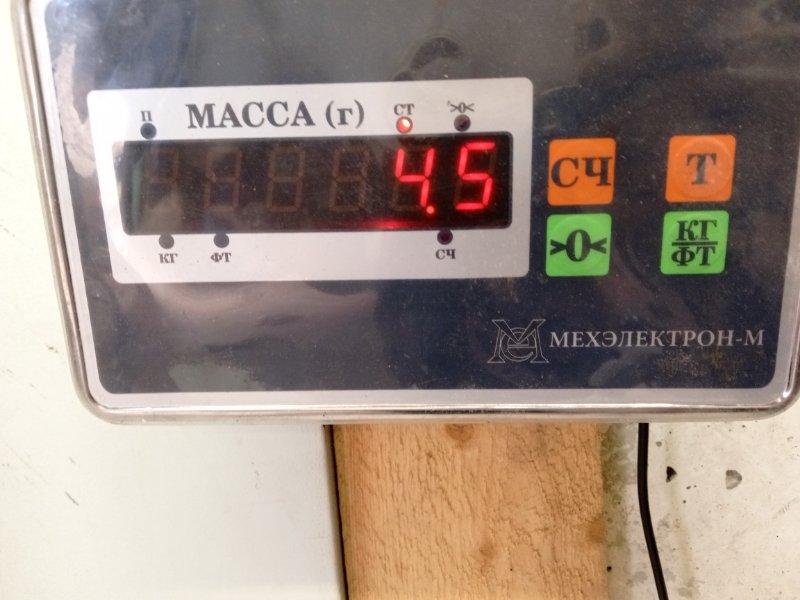 П МАССА (г) СТ >0<
4.5
КГ ФТ СЧ
СЧ Т
>0< КГ/ФТ
МЕХЭЛЕКТРОН-М